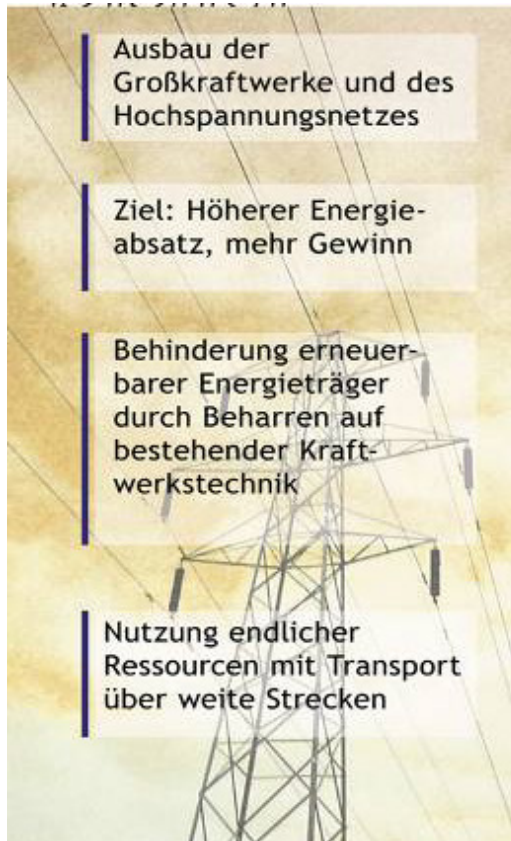 Ausbau der
Großkraftwerke und des
Hochspannungsnetzes
Ziel: Höherer Energie-
absatz, mehr Gewinn
Behinderung erneuer-
barer Energieträger
durch Beharren auf
bestehender Kraft-
werkstechnik
Nutzung endlicher
Ressourcen mit Transport
über weite Strecken